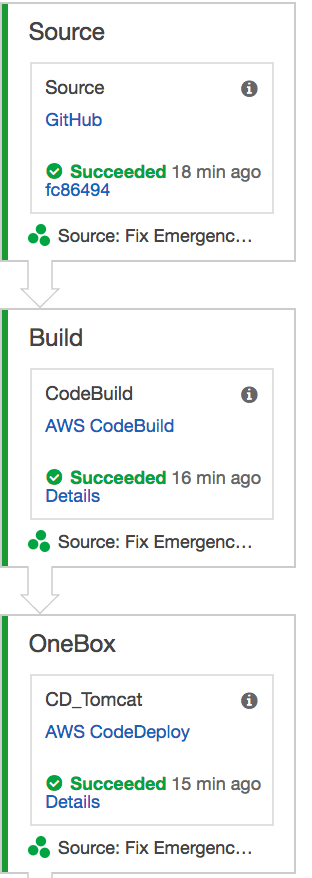 Source
Source
GitHub
Succeeded 18 min ago
fc86494
Source: Fix Emergenc…
Build
CodeBuild
AWS CodeBuild
Succeeded 16 min ago
Details
Source: Fix Emergenc…
OneBox
CD_Tomcat
AWS CodeDeploy
Succeeded 15 min ago
Details
Source: Fix Emergenc…